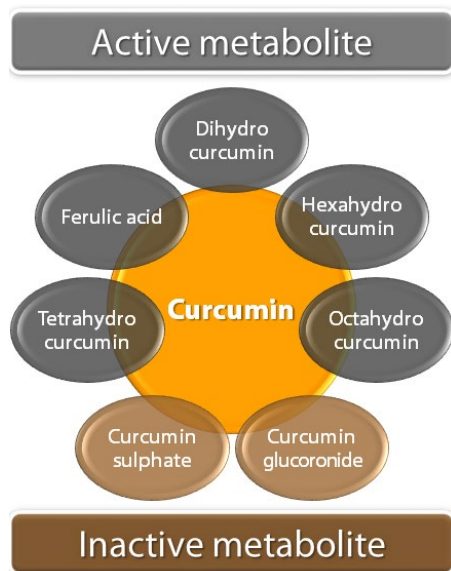 Active metabolite
Dihydro
curcumin
Ferulic acid
Hexahydro
curcumin
Curcumin
Tetrahydro
curcumin
Octahydro
curcumin
Curcumin
sulphate
Curcumin
glucoronide
Inactive metabolite